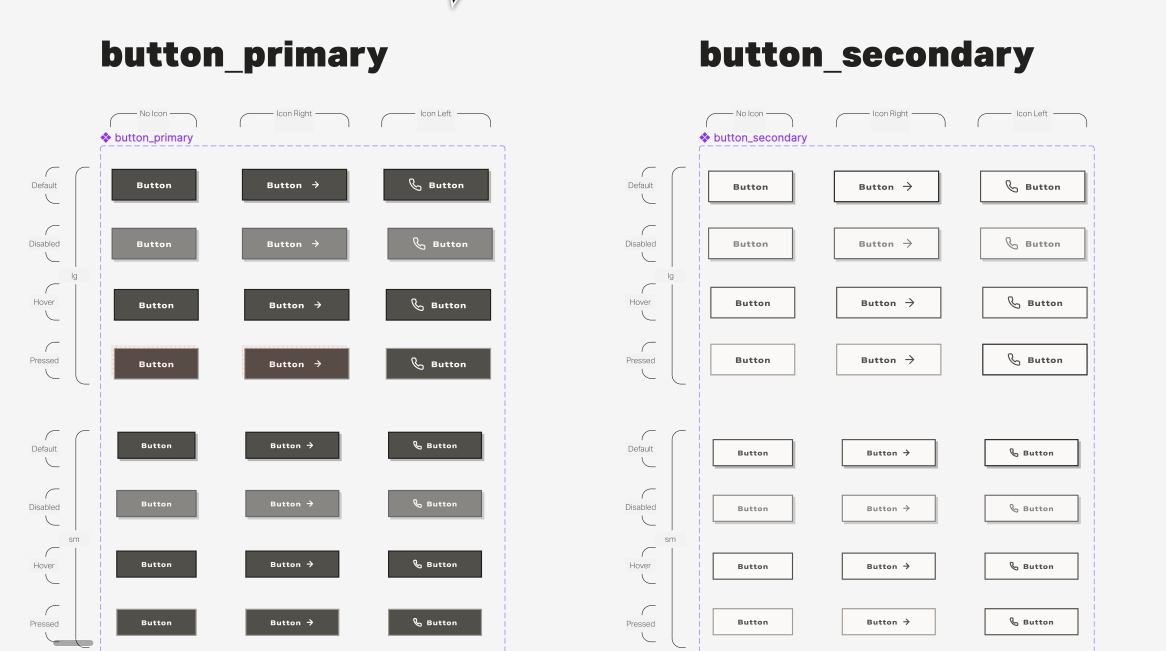 button_primary
No Icon Icon Right Icon Left
button_primary
Default Button Button Button
Disabled Button Button Button
lg
Hover Button Button Button
Pressed Button Button Button
Default Button Button Button
Disabled Button Button Button
sm
Hover Button Button Button
Pressed Button Button Button
button_secondary
No Icon Icon Right Icon Left
button_secondary
Default Button Button Button
Disabled Button Button Button
lg
Hover Button Button Button
Pressed Button Button Button
Default Button Button Button
Disabled Button Button Button
sm
Hover Button Button Button
Pressed Button Button Button